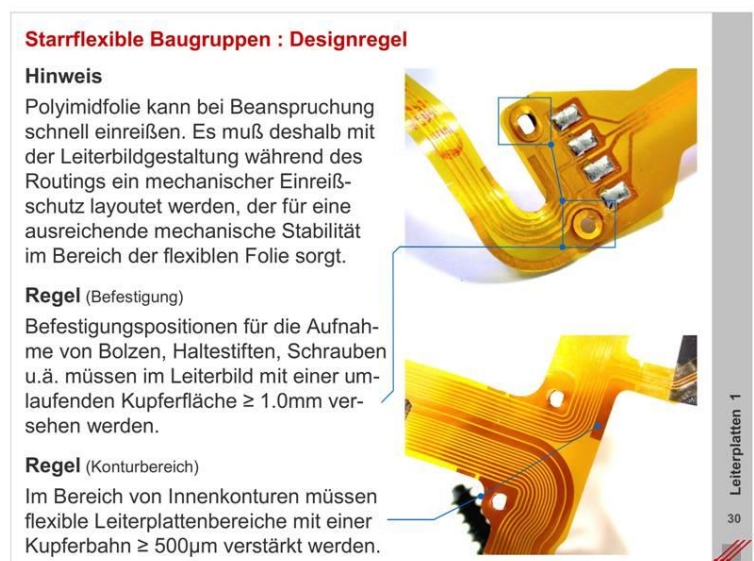 Starrflexible Baugruppen : Designregel
Hinweis
Polyimidfolie kann bei Beanspruchung
schnell einreißen. Es muß deshalb mit
der Leiterbildgestaltung während des
Routings ein mechanischer Einreiß-
schutz layoutet werden, der für eine
ausreichende mechanische Stabilität
im Bereich der flexiblen Folie sorgt.
Regel (Befestigung)
Befestigungspositionen für die Aufnah-
me von Bolzen, Haltestiften, Schrauben
u.ä. müssen im Leiterbild mit einer um-
laufenden Kupferfläche ≥ 1.0mm ver-
sehen werden.
Regel (Konturbereich)
Im Bereich von Innenkonturen müssen
flexible Leiterplattenbereiche mit einer
Kupferbahn ≥ 500µm verstärkt werden.
Leiterplatten 1
30